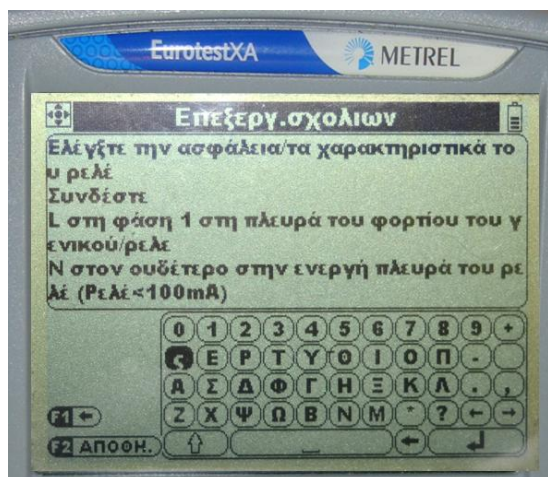 EurotestXA METREL
Επεξεργ.σχολιων
Ελέγξτε την ασφάλεια/τα χαρακτηριστικά το
υ ρελέ
Συνδέστε
L στη φάση 1 στη πλευρά του φορτίου του γ
ενικού/ρελε
N στον ουδέτερο στην ενεργή πλευρά του ρε
λέ (Ρελέ<100mA)
0 1 2 3 4 5 6 7 8 9 +
ς Ε Ρ Τ Υ Θ Ι Ο Π -
Α Σ Δ Φ Γ Η Ξ Κ Λ . ,
F1 ← Ζ Χ Ψ Ω Β Ν Μ * ? ← →
F2 ΑΠΟΘΗ.